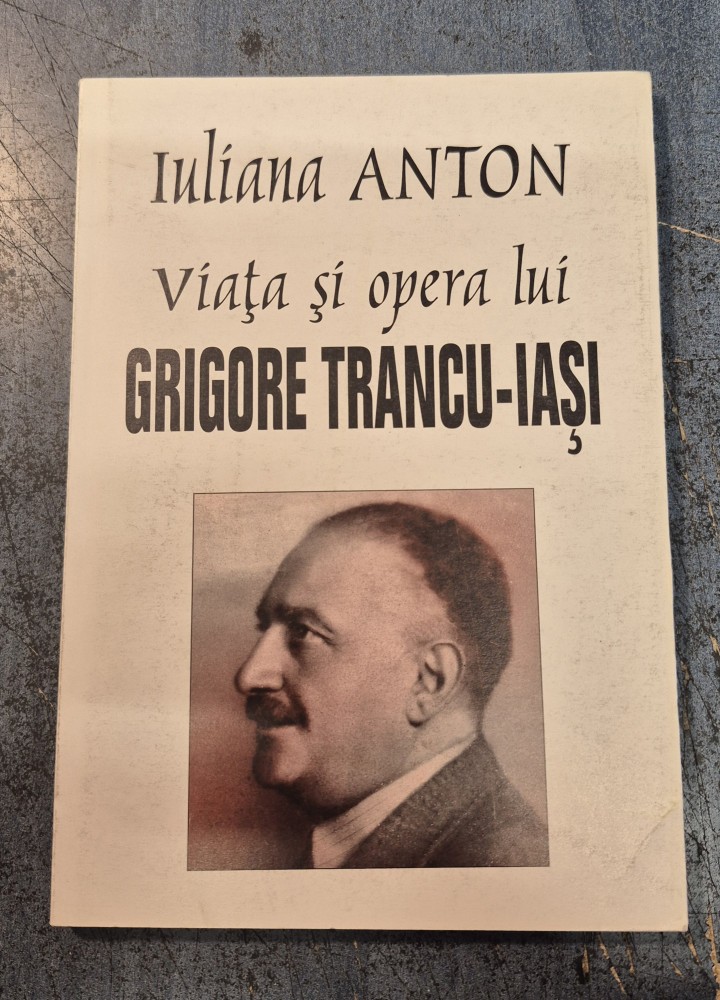 Iuliana ANTON
Viaţa şi opera lui
GRIGORE TRANCU-IAŞI